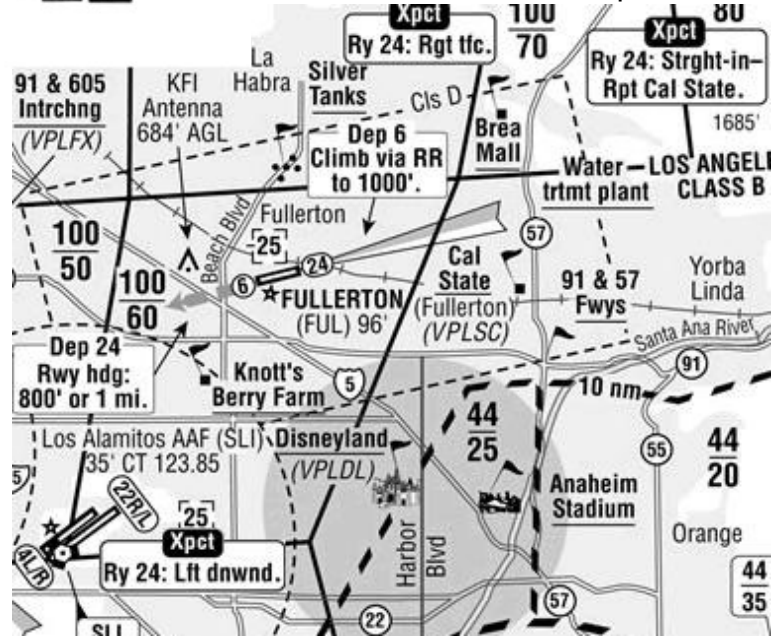 Xpct
Ry 24: Rgt tfc.
100
70
80
Xpct
Ry 24: Strght-in–
Rpt Cal State.
1685'
La
Habra
Silver
Tanks
91 & 605
Intrchng
(VPLFX)
KFI
Antenna
684' AGL
Cls D
Brea
Mall
Dep 6
Climb via RR
to 1000'.
Water
trtmt plant
LOS ANGELE
CLASS B
Beach Blvd
Fullerton
100
50
25
24
6
57
100
60
FULLERTON
(FUL) 96'
Cal
State
(Fullerton)
(VPLSC)
91 & 57
Fwys
Yorba
Linda
Santa Ana River
Dep 24
Rwy hdg:
800' or 1 mi.
Knott's
Berry Farm
5
91
10 nm
Los Alamitos AAF (SLI)
35' CT 123.85
Disneyland
(VPLDL)
44
25
55
44
20
5
22R/L
4L/R
25
Anaheim
Stadium
Orange
Xpct
Ry 24: Lft dnwnd.
Harbor
Blvd
44
35
57
22
SLI